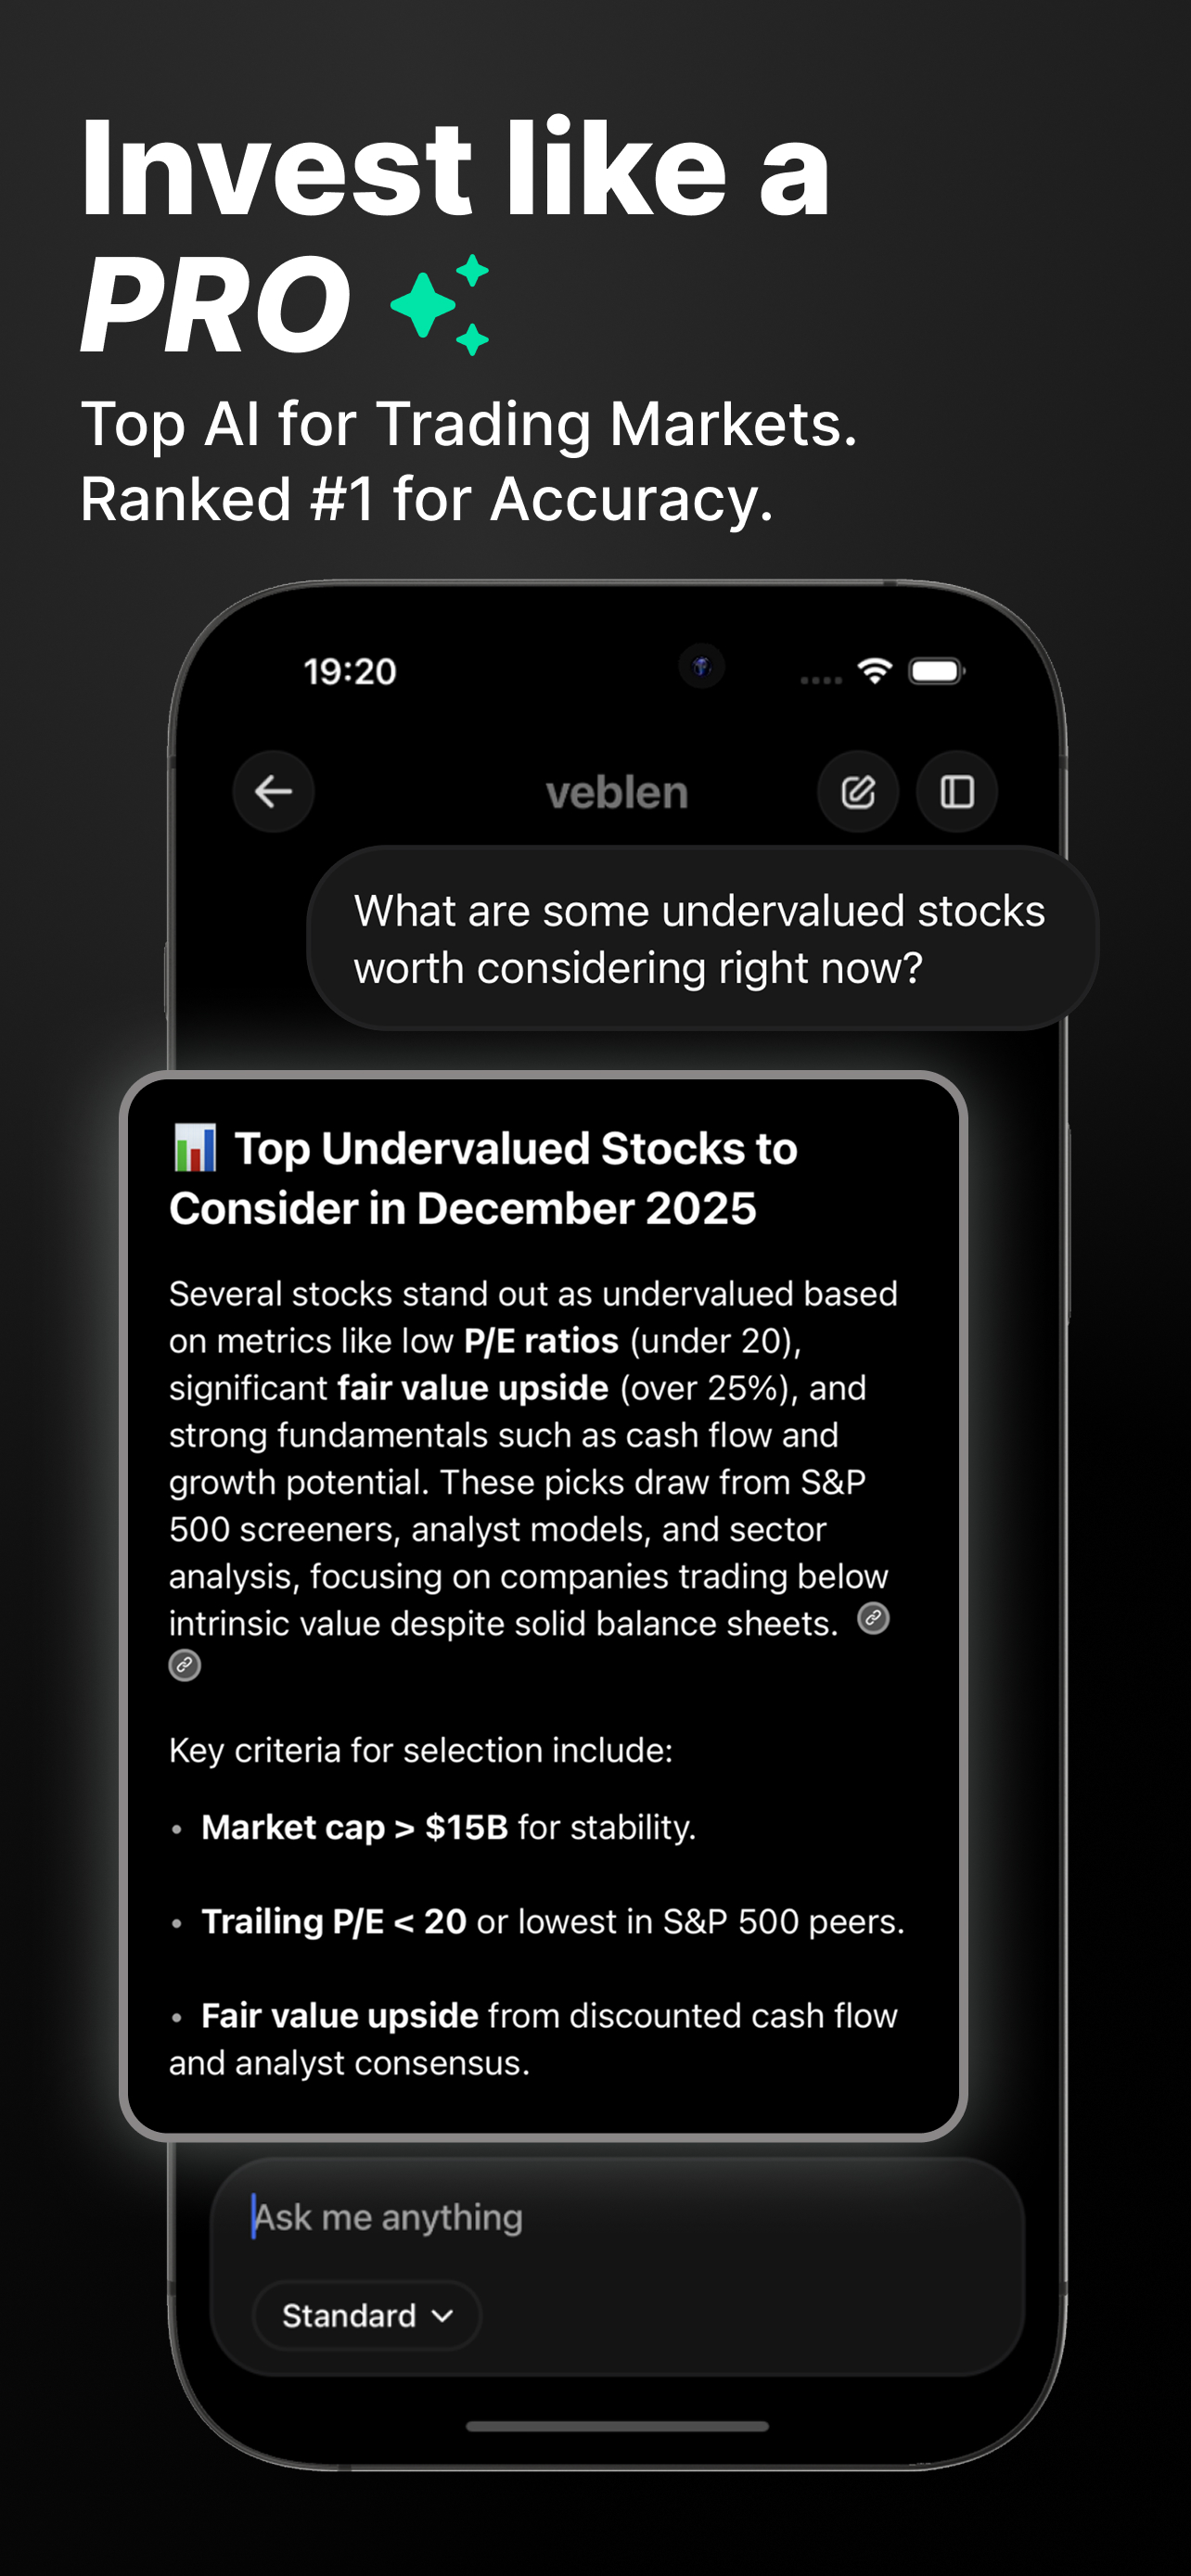 Invest like a
PRO
Top AI for Trading Markets.
Ranked #1 for Accuracy.
19:20
veblen
What are some undervalued stocks
worth considering right now?
📊 Top Undervalued Stocks to
Consider in December 2025
Several stocks stand out as undervalued based
on metrics like low P/E ratios (under 20),
significant fair value upside (over 25%), and
strong fundamentals such as cash flow and
growth potential. These picks draw from S&P
500 screeners, analyst models, and sector
analysis, focusing on companies trading below
intrinsic value despite solid balance sheets.
Key criteria for selection include:
• Market cap > $15B for stability.
• Trailing P/E < 20 or lowest in S&P 500 peers.
• Fair value upside from discounted cash flow
and analyst consensus.
Ask me anything
Standard